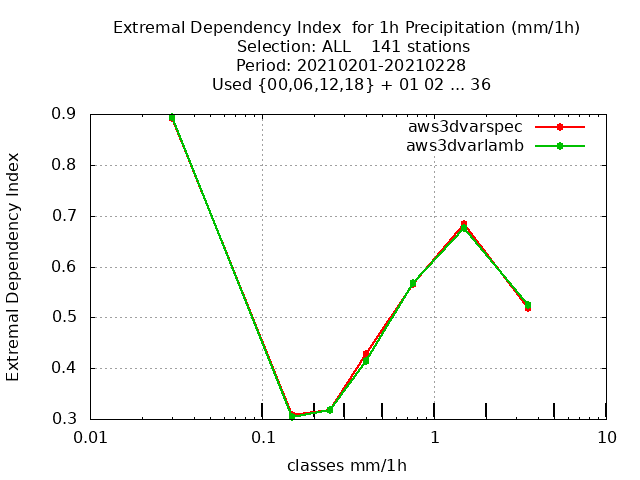 Extremal Dependency Index  for 1h Precipitation (mm/1h)
Selection: ALL    141 stations
Period: 20210201-20210228
Used {00,06,12,18} + 01 02 ... 36
aws3dvarspec
aws3dvarlamb
Extremal Dependency Index
0.9
0.8
0.7
0.6
0.5
0.4
0.3
0.01 0.1 1 10
classes mm/1h